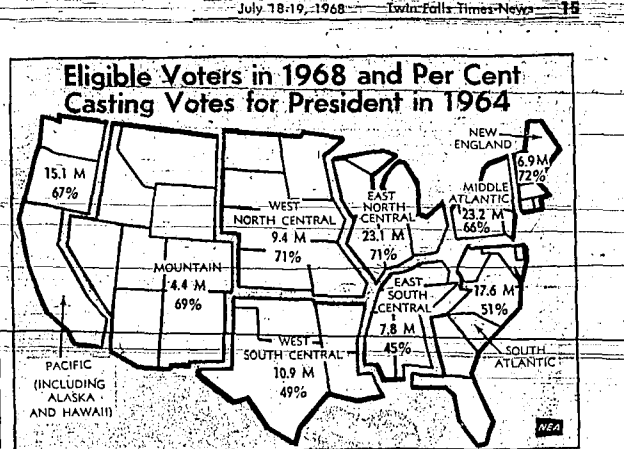 July 18-19, 1968 Twin Falls Times-News 15
Eligible Voters in 1968 and Per Cent
Casting Votes for President in 1964
NEW
ENGLAND
6.9 M
72%
15.1 M
67%
MIDDLE
ATLANTIC
23.2 M
66%
WEST
NORTH CENTRAL
9.4 M
71%
EAST
NORTH
CENTRAL
23.1 M
71%
MOUNTAIN
4.4 M
69%
EAST
SOUTH
CENTRAL
7.8 M
45%
17.6 M
51%
WEST
SOUTH CENTRAL
10.9 M
49%
SOUTH
ATLANTIC
PACIFIC
(INCLUDING
ALASKA
AND HAWAII)
NEA